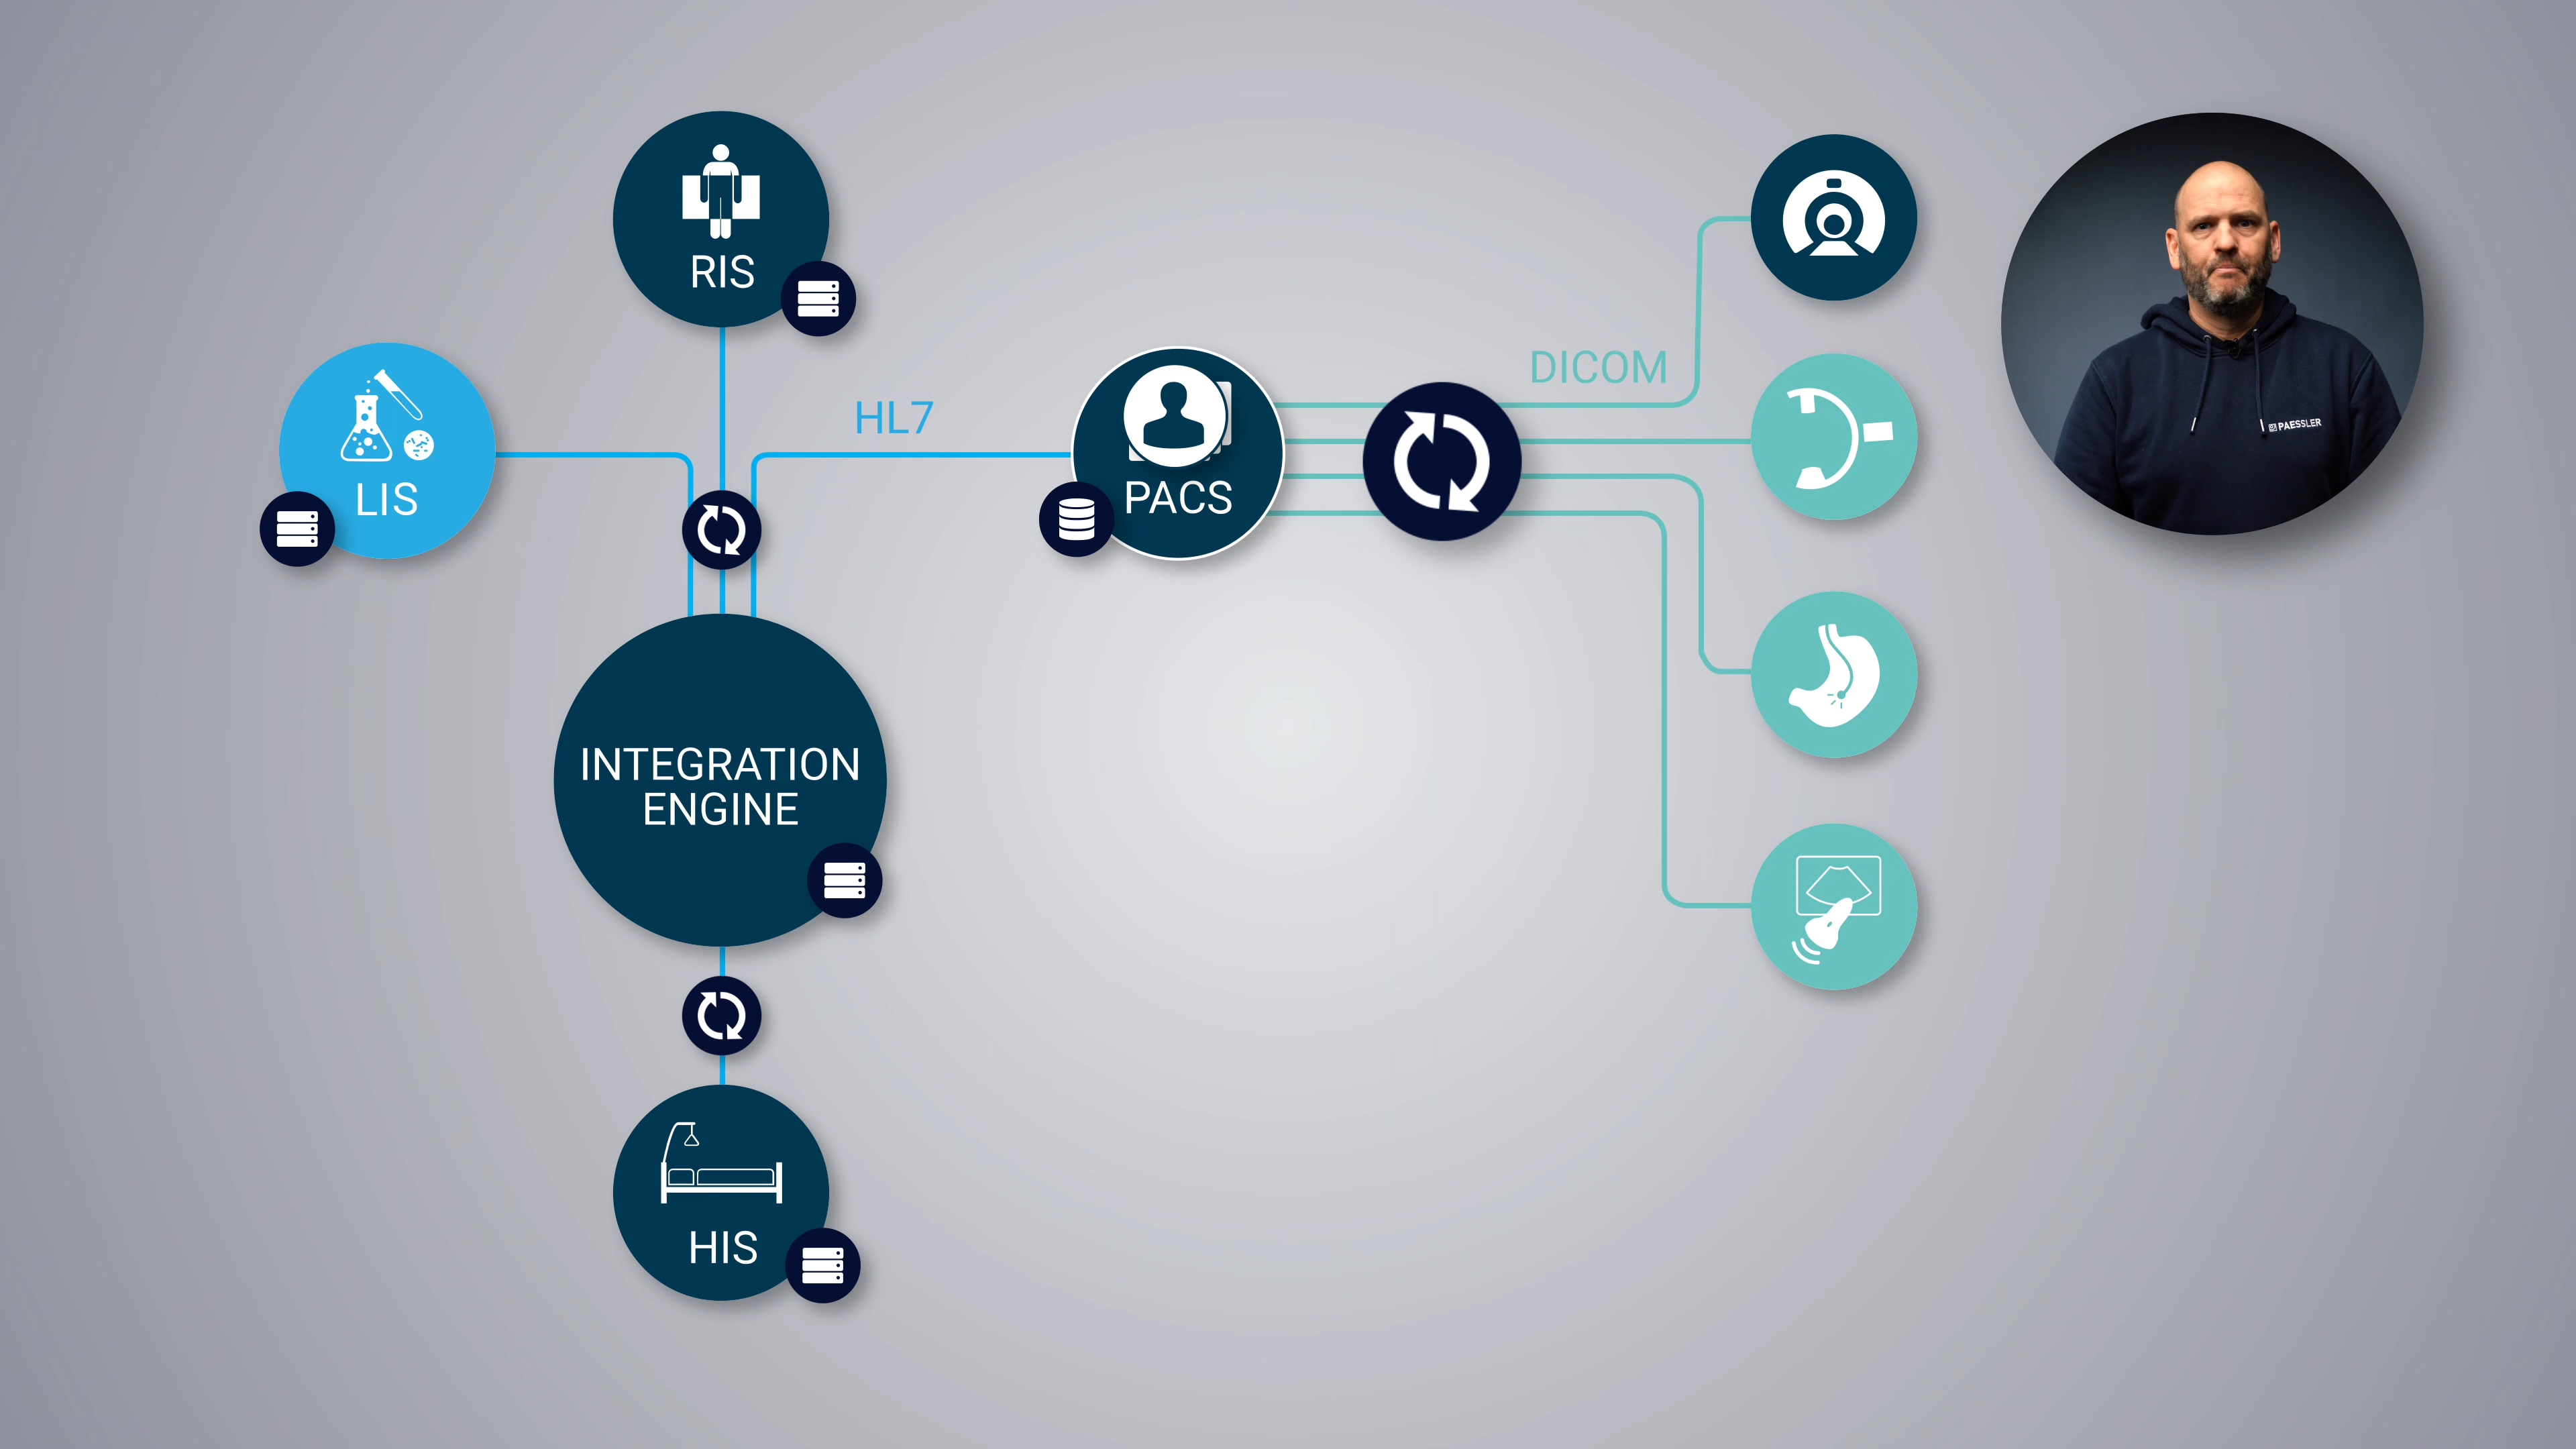 RIS
LIS
HL7
PACS
DICOM
PAESSLER
INTEGRATION
ENGINE
HIS